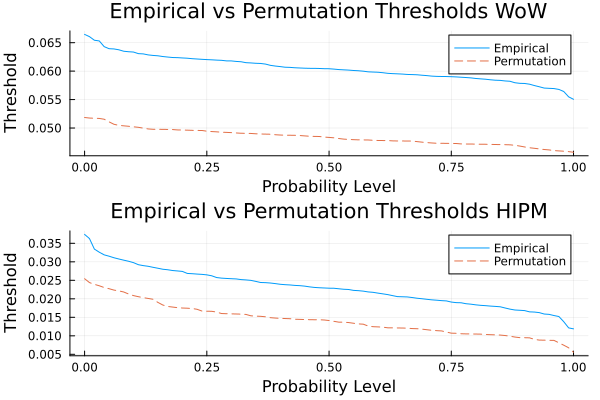 Empirical vs Permutation Thresholds WoW
Threshold
0.065
0.060
0.055
0.050
Empirical
Permutation
0.00 0.25 0.50 0.75 1.00
Probability Level
Empirical vs Permutation Thresholds HIPM
Threshold
0.035
0.030
0.025
0.020
0.015
0.010
0.005
Empirical
Permutation
0.00 0.25 0.50 0.75 1.00
Probability Level